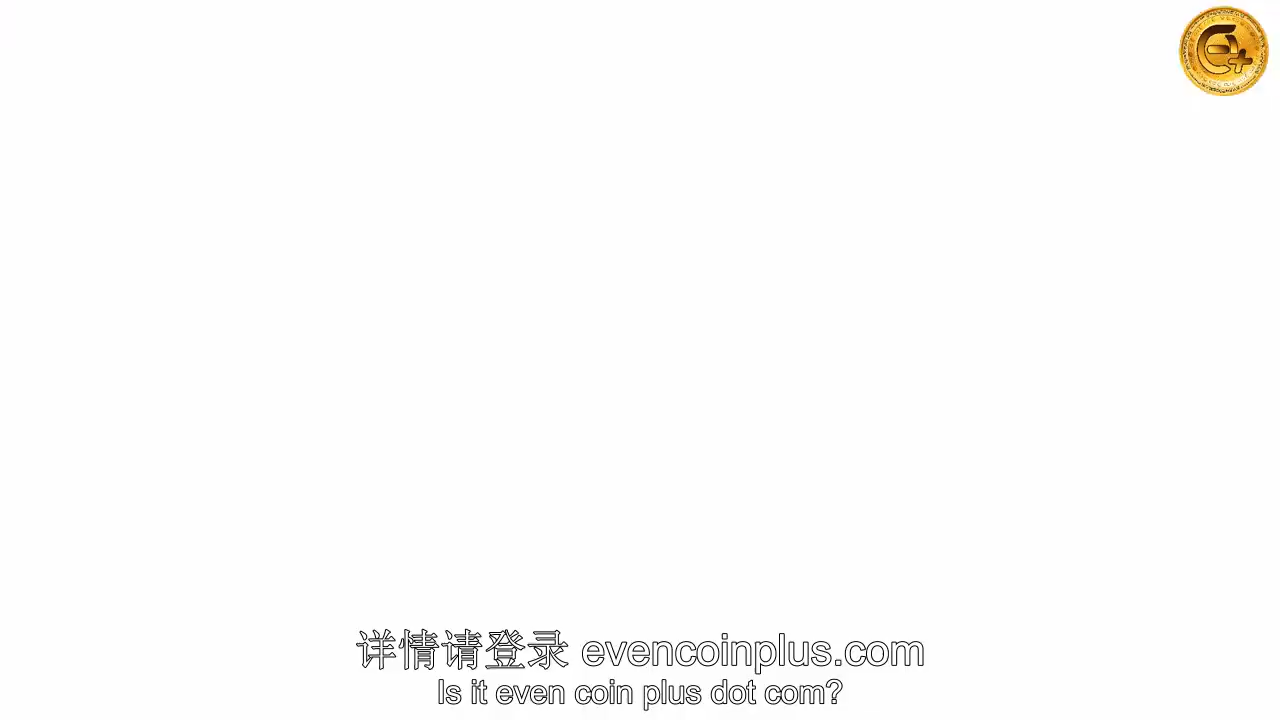 详情请登录 evencoinplus.com
Is it even coin plus dot com?